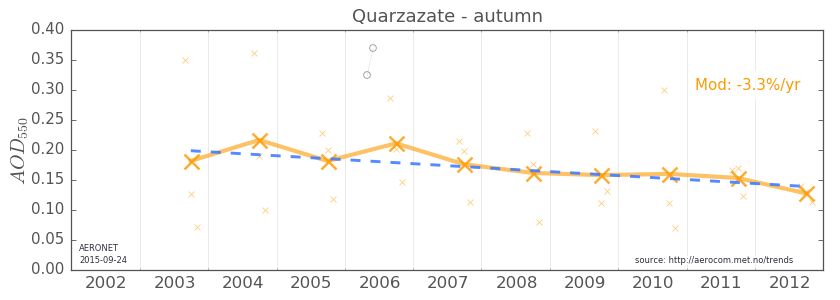 Quarzazate - autumn
0.40
0.35
0.30
0.25
0.20
0.15
0.10
0.05
0.00
AOD550
Mod: -3.3%/yr
AERONET
2015-09-24
source: http://aerocom.met.no/trends
2002 2003 2004 2005 2006 2007 2008 2009 2010 2011 2012